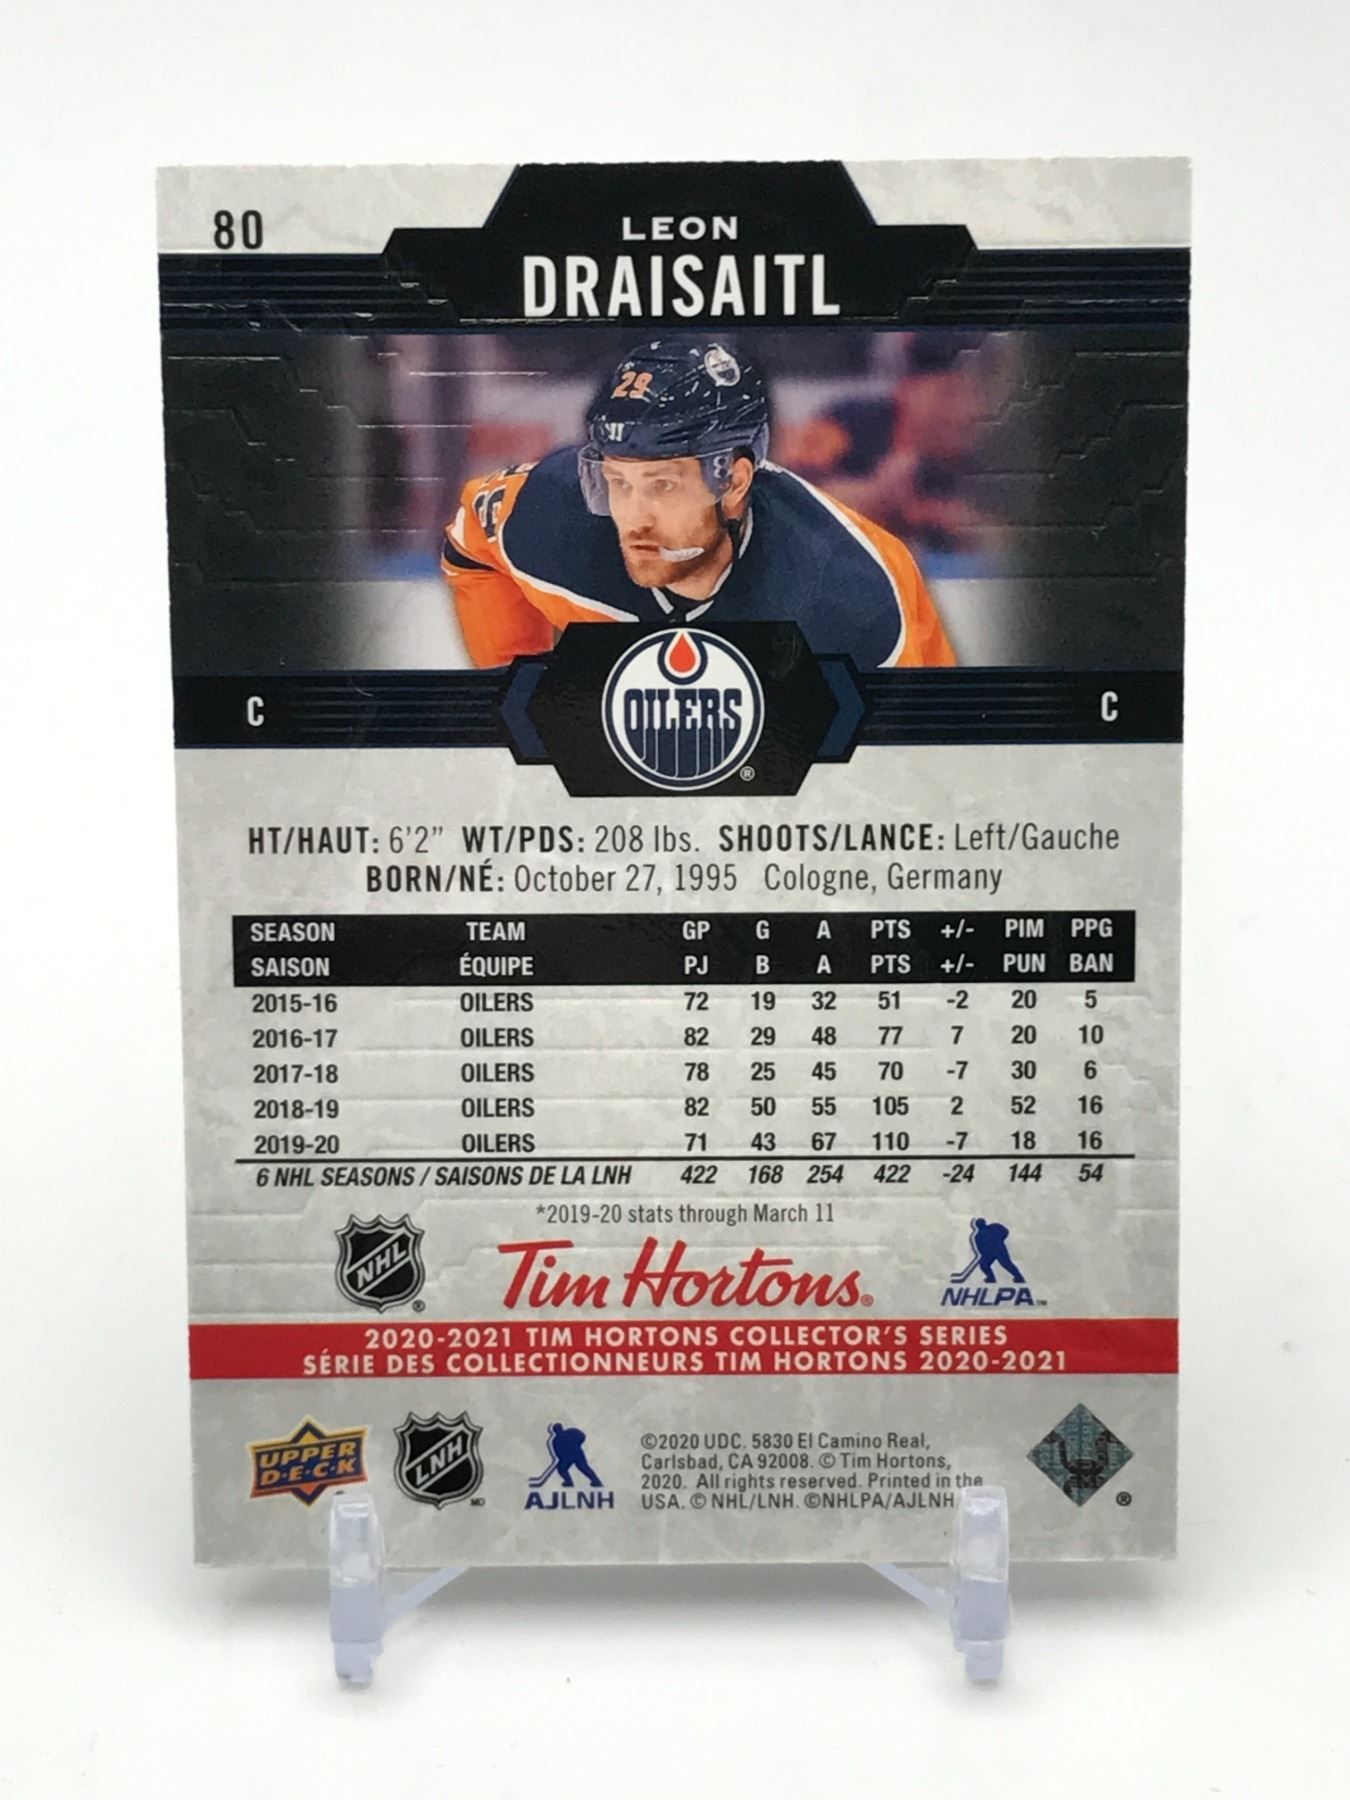 80
LEON
DRAISAITL
29
OILERS
®
C
C
HT/HAUT: 6'2" WT/PDS: 208 lbs. SHOOTS/LANCE: Left/Gauche
BORN/NÉ: October 27, 1995 Cologne, Germany
SEASON TEAM GP G A PTS +/- PIM PPG
SAISON ÉQUIPE PJ B A PTS +/- PUN BAN
2015-16 OILERS 72 19 32 51 -2 20 5
2016-17 OILERS 82 29 48 77 7 20 10
2017-18 OILERS 78 25 45 70 -7 30 6
2018-19 OILERS 82 50 55 105 2 52 16
2019-20 OILERS 71 43 67 110 -7 18 16
6 NHL SEASONS / SAISONS DE LA LNH 422 168 254 422 -24 144 54
*2019-20 stats through March 11
NHL ®
Tim Hortons®
NHLPA™
2020-2021 TIM HORTONS COLLECTOR'S SERIES
SÉRIE DES COLLECTIONNEURS TIM HORTONS 2020-2021
UPPER
D·E·C·K
LNH MD
AJLNH
©2020 UDC. 5830 El Camino Real,
Carlsbad, CA 92008. © Tim Hortons,
2020. All rights reserved. Printed in the
USA. © NHL/LNH. ©NHLPA/AJLNH
®